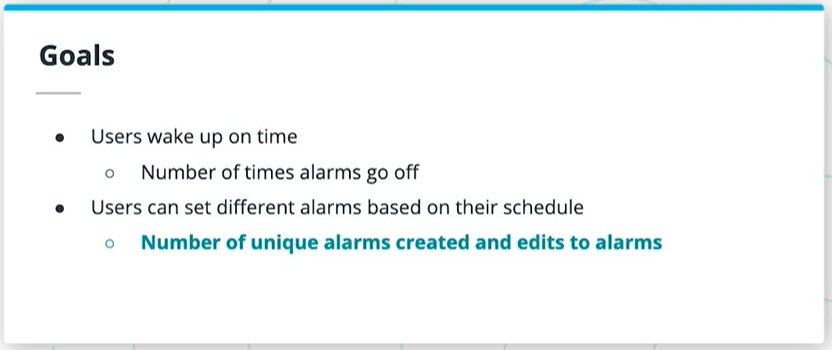 Goals
● Users wake up on time
○ Number of times alarms go off
● Users can set different alarms based on their schedule
○ Number of unique alarms created and edits to alarms